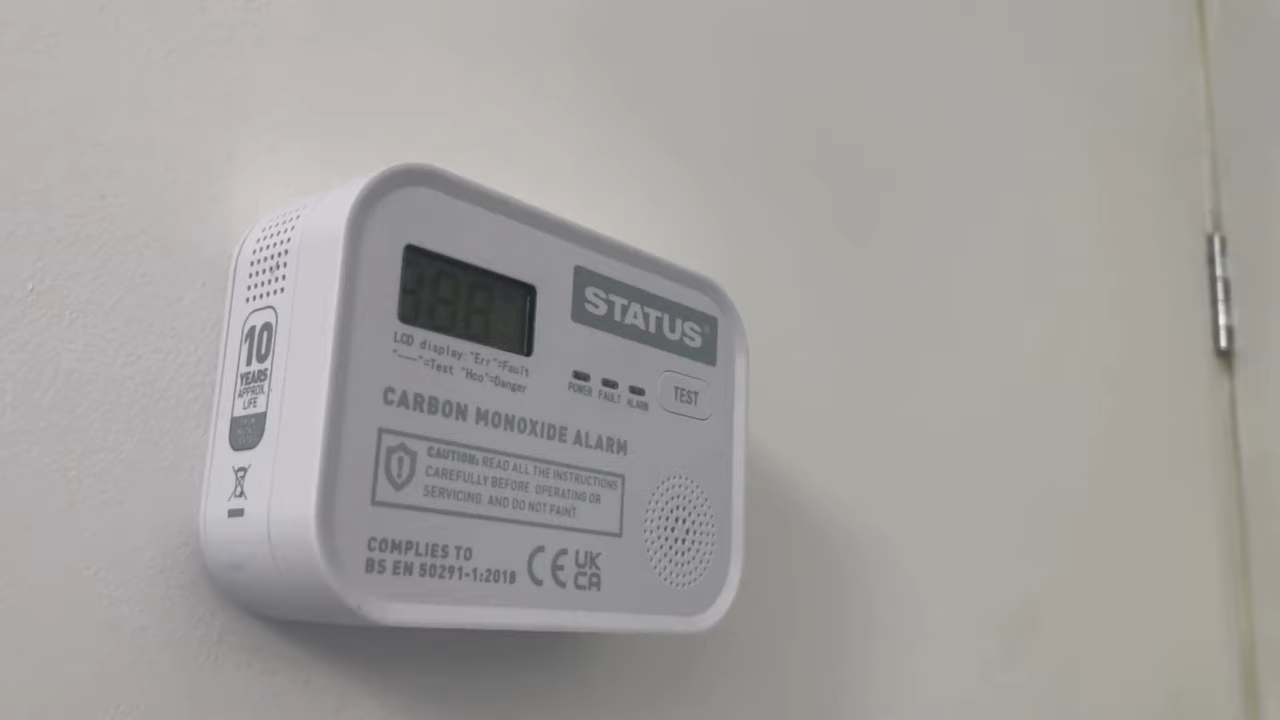 10
YEARS
APPROX.
LIFE
STATUS
LCD display:"Err"=Fault
"---"=Test "Hco"=Danger
POWER FAULT ALARM
TEST
CARBON MONOXIDE ALARM
CAUTION: READ ALL THE INSTRUCTIONS
CAREFULLY BEFORE OPERATING OR
SERVICING AND DO NOT PAINT
COMPLIES TO
BS EN 50291-1:2018
CE UK
CA